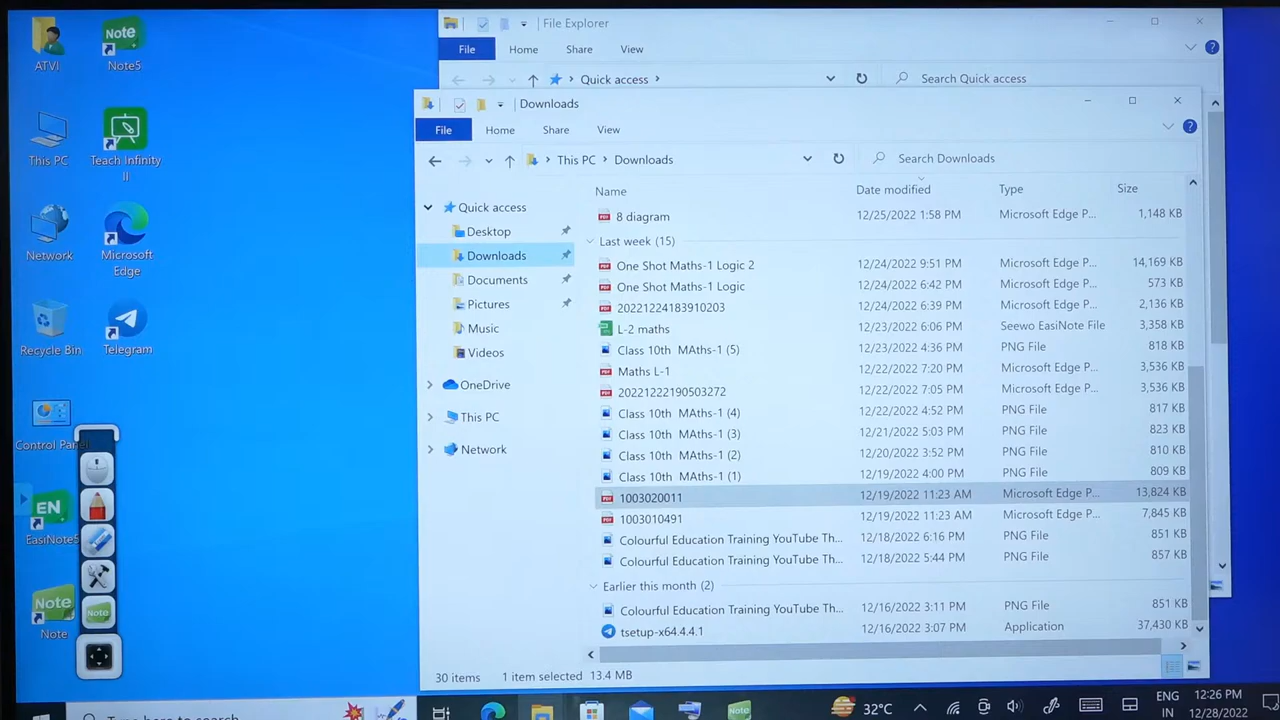 ATVI
Note
Note5
This PC
Teach Infinity
II
Network
Microsoft
Edge
Recycle Bin
Telegram
Control Panel
EN
EasiNote5
Note
Note
Note
File Explorer
File
Home
Share
View
Quick access
Search Quick access
Downloads
File
Home
Share
View
This PC
Downloads
Search Downloads
Quick access
Desktop
Downloads
Documents
Pictures
Music
Videos
OneDrive
This PC
Network
Name Date modified Type Size
8 diagram 12/25/2022 1:58 PM Microsoft Edge P... 1,148 KB
Last week (15)
One Shot Maths-1 Logic 2 12/24/2022 9:51 PM Microsoft Edge P... 14,169 KB
One Shot Maths-1 Logic 12/24/2022 6:42 PM Microsoft Edge P... 573 KB
20221224183910203 12/24/2022 6:39 PM Microsoft Edge P... 2,136 KB
L-2 maths 12/23/2022 6:06 PM Seewo EasiNote File 3,358 KB
Class 10th MAths-1 (5) 12/23/2022 4:36 PM PNG File 818 KB
Maths L-1 12/22/2022 7:20 PM Microsoft Edge P... 3,536 KB
20221222190503272 12/22/2022 7:05 PM Microsoft Edge P... 3,536 KB
Class 10th MAths-1 (4) 12/22/2022 4:52 PM PNG File 817 KB
Class 10th MAths-1 (3) 12/21/2022 5:03 PM PNG File 823 KB
Class 10th MAths-1 (2) 12/20/2022 3:52 PM PNG File 810 KB
Class 10th MAths-1 (1) 12/19/2022 4:00 PM PNG File 809 KB
1003020011 12/19/2022 11:23 AM Microsoft Edge P... 13,824 KB
1003010491 12/19/2022 11:23 AM Microsoft Edge P... 7,845 KB
Colourful Education Training YouTube Th... 12/18/2022 6:16 PM PNG File 851 KB
Colourful Education Training YouTube Th... 12/18/2022 5:44 PM PNG File 857 KB
Earlier this month (2)
Colourful Education Training YouTube Th... 12/16/2022 3:11 PM PNG File 851 KB
tsetup-x64.4.4.1 12/16/2022 3:07 PM Application 37,430 KB
30 items 1 item selected 13.4 MB
Type here to search
Note
32°C
ENG
IN
12:26 PM
12/28/2022